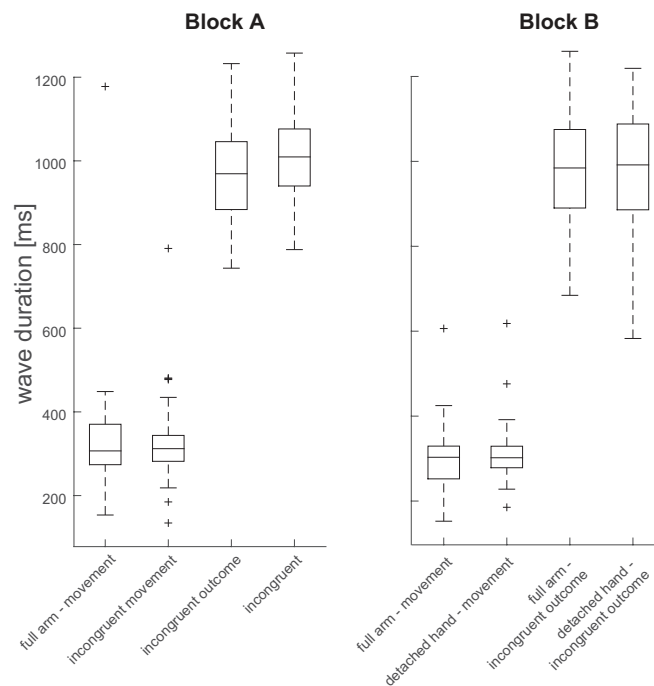 Block A
Block B
wave duration [ms]
1200
1000
800
600
400
200
full arm - movement
incongruent movement
incongruent outcome
incongruent
full arm - movement
detached hand - movement
full arm -
incongruent outcome
detached hand -
incongruent outcome